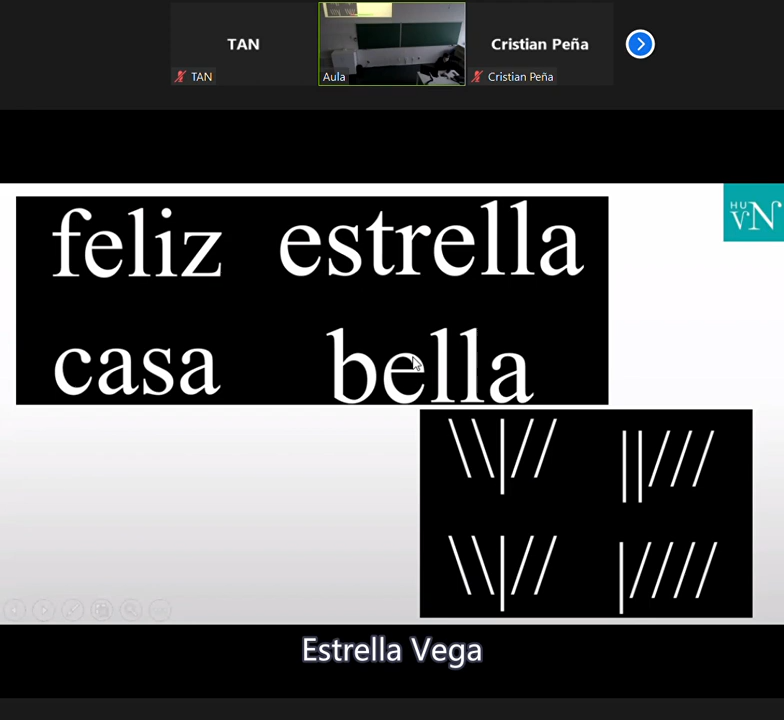 TAN
Cristian Peña
TAN
Aula
Cristian Peña
feliz estrella
casa bella
HU
VN
Estrella Vega